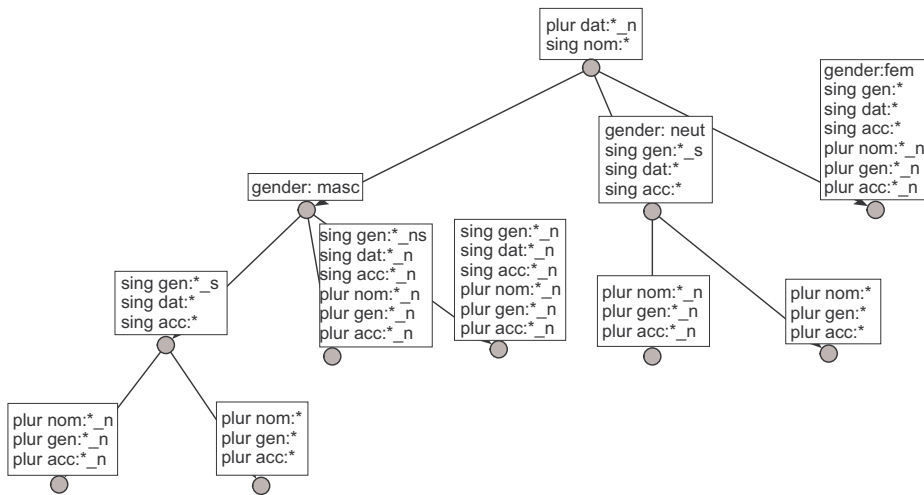 plur dat:*_n
sing nom:*
gender: masc
gender: neut
sing gen:*_s
sing dat:*
sing acc:*
gender:fem
sing gen:*
sing dat:*
sing acc:*
plur nom:*_n
plur gen:*_n
plur acc:*_n
sing gen:*_s
sing dat:*
sing acc:*
sing gen:*_ns
sing dat:*_n
sing acc:*_n
plur nom:*_n
plur gen:*_n
plur acc:*_n
sing gen:*_n
sing dat:*_n
sing acc:*_n
plur nom:*_n
plur gen:*_n
plur acc:*_n
plur nom:*_n
plur gen:*_n
plur acc:*_n
plur nom:*
plur gen:*
plur acc:*
plur nom:*_n
plur gen:*_n
plur acc:*_n
plur nom:*
plur gen:*
plur acc:*